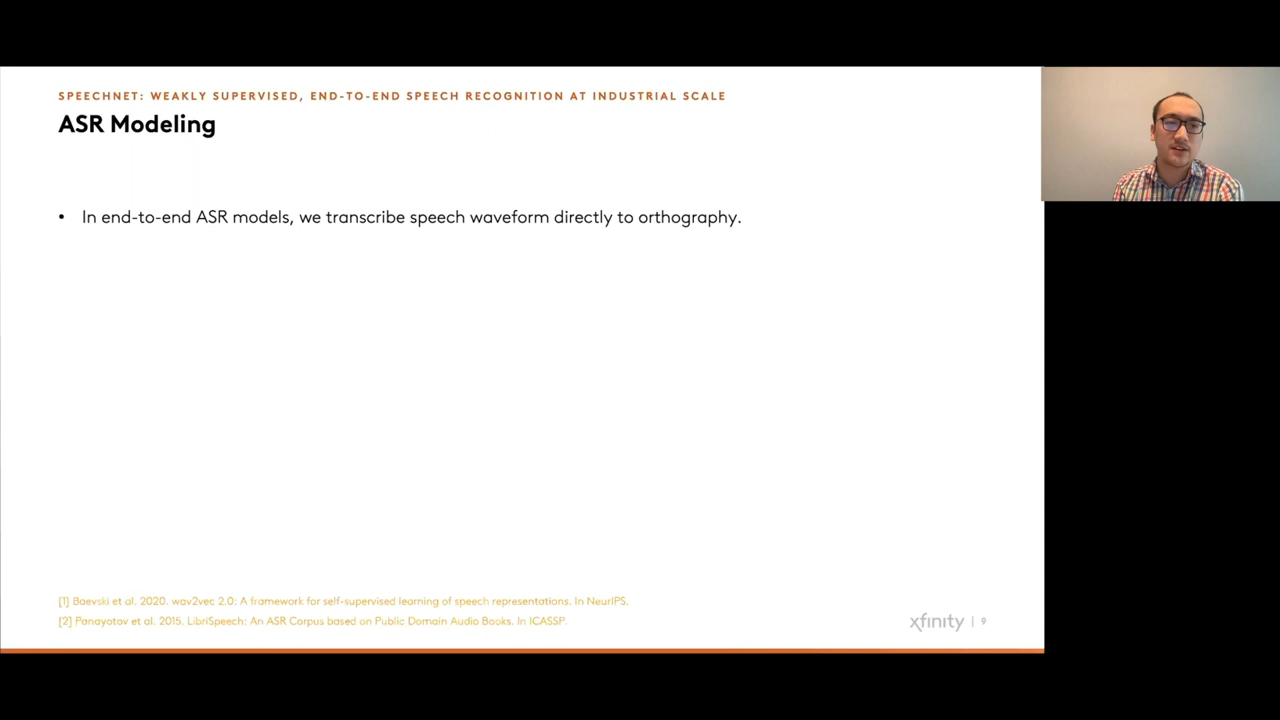 SPEECHNET: WEAKLY SUPERVISED, END-TO-END SPEECH RECOGNITION AT INDUSTRIAL SCALE
ASR Modeling
• In end-to-end ASR models, we transcribe speech waveform directly to orthography.
[1] Baevski et al. 2020. wav2vec 2.0: A framework for self-supervised learning of speech representations. In NeurIPS.
[2] Panayotov et al. 2015. LibriSpeech: An ASR Corpus based on Public Domain Audio Books. In ICASSP.
xfinity | 9